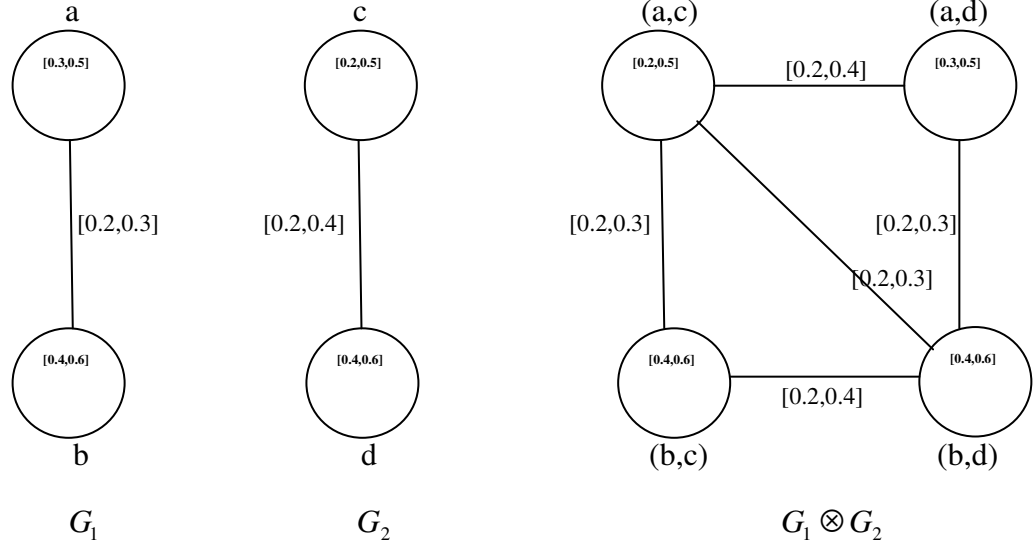 a c (a,c) (a,d)
[0.3,0.5] [0.2,0.5] [0.2,0.5] [0.3,0.5]
[0.2,0.4]
[0.2,0.3] [0.2,0.4] [0.2,0.3] [0.2,0.3]
[0.2,0.3]
[0.4,0.6] [0.4,0.6] [0.4,0.6] [0.4,0.6]
[0.2,0.4]
b d (b,c) (b,d)
G₁ G₂ G₁ ⊗ G₂